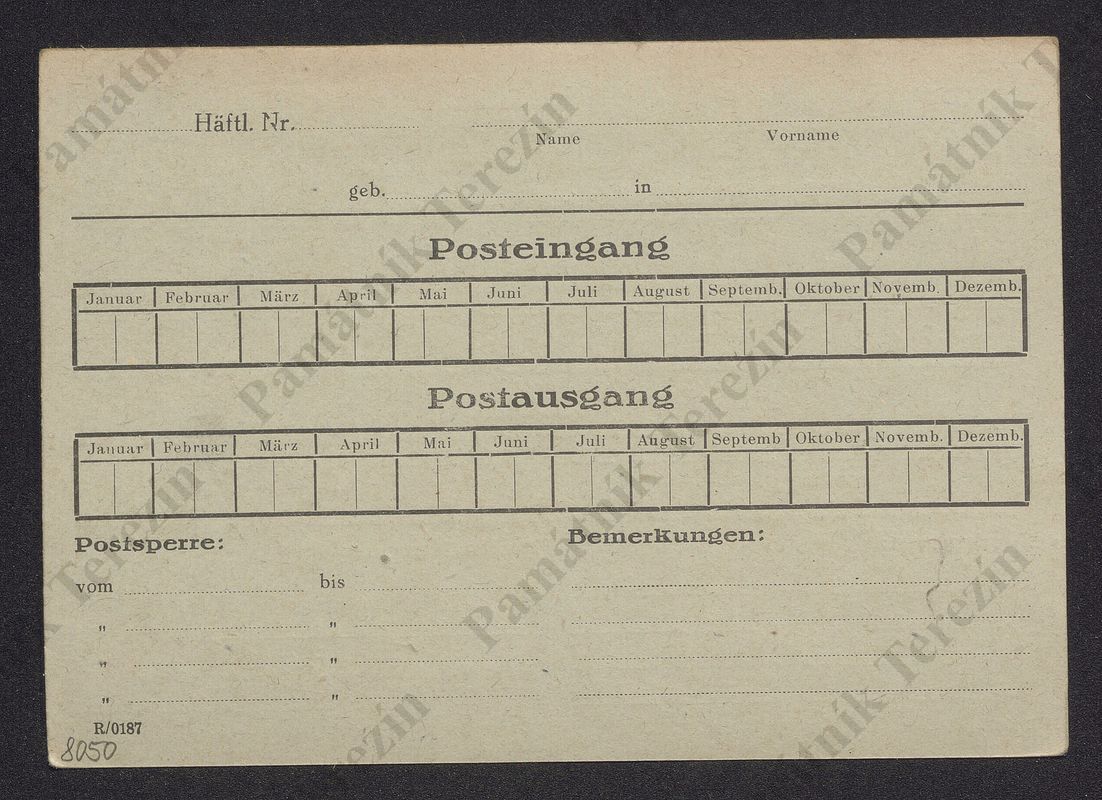 Häftl. Nr.
Name Vorname
geb. in
Posteingang
Januar Februar März April Mai Juni Juli August Septemb. Oktober Novemb. Dezemb.
Postausgang
Januar Februar März April Mai Juni Juli August Septemb Oktober Novemb. Dezemb.
Postsperre: Bemerkungen:
vom bis
„ „
„ „
„ „
R/0187
8050
Památník Terezín